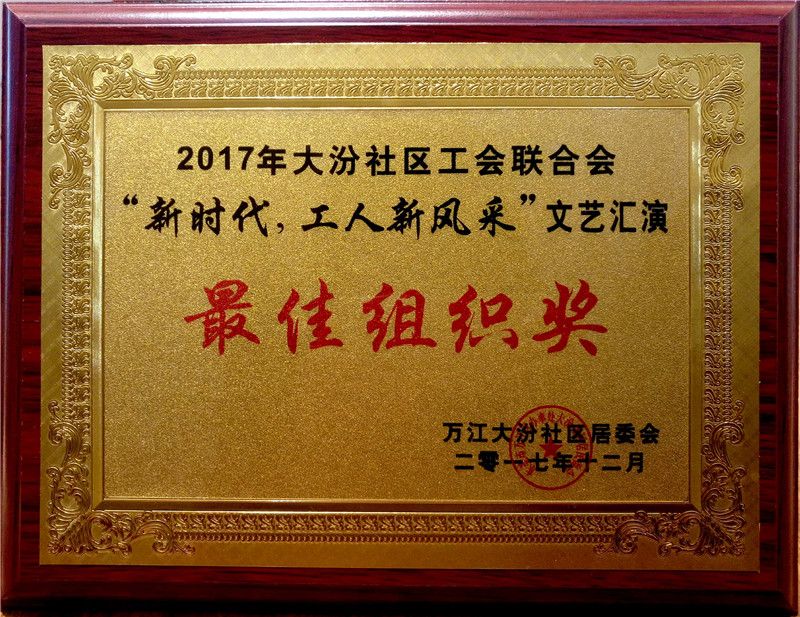 2017年大汾社区工会联合会
“新时代，工人新风采”文艺汇演
最佳组织奖
万江大汾社区居委会
二零一七年十二月